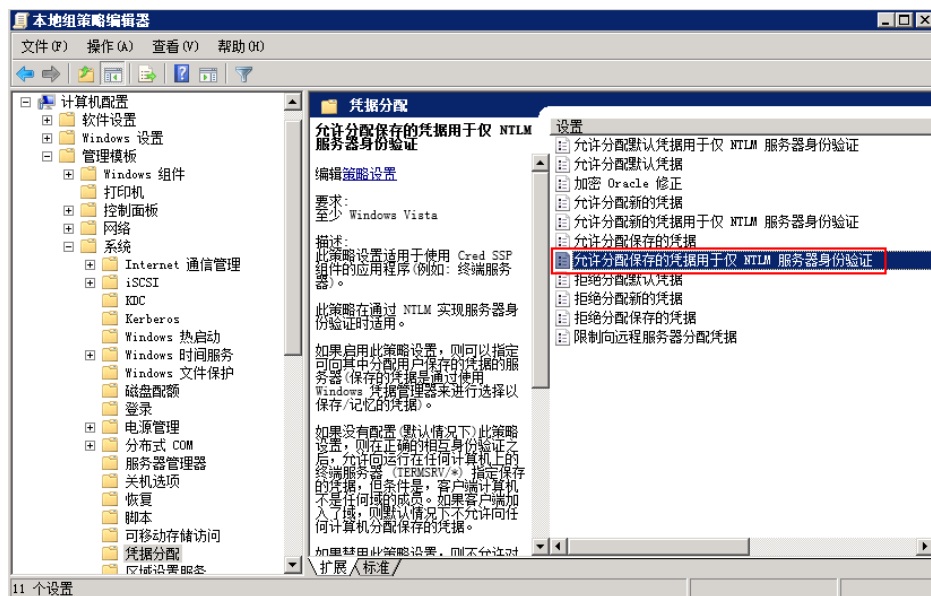 本地组策略编辑器
文件(F) 操作(A) 查看(V) 帮助(H)
计算机配置
软件设置
Windows 设置
管理模板
Windows 组件
打印机
控制面板
网络
系统
Internet 通信管理
iSCSI
KDC
Kerberos
Windows 热启动
Windows 时间服务
Windows 文件保护
磁盘配额
登录
电源管理
分布式 COM
服务器管理器
关机选项
恢复
脚本
可移动存储访问
凭据分配
区域设置服务
凭据分配
允许分配保存的凭据用于仅 NTLM
服务器身份验证
编辑策略设置
要求:
至少 Windows Vista
描述:
此策略设置适用于使用 Cred SSP
组件的应用程序(例如: 终端服务
器)。
此策略在通过 NTLM 实现服务器身
份验证时适用。
如果启用此策略设置，则可以指定
可向其中分配用户保存的凭据的服
务器(保存的凭据是通过使用
Windows 凭据管理器来进行选择以
保存/记忆的凭据)。
如果没有配置(默认情况下)此策略
设置，则在正确的相互身份验证之
后，允许向运行在任何计算机上的
终端服务器 (TERMSRV/*) 指定保存
的凭据，但条件是，客户端计算机
不是任何域的成员。如果客户端加
入了域，则默认情况下不允许向任
何计算机分配保存的凭据。
如果禁用此策略设置，则不允许对
设置
允许分配默认凭据用于仅 NTLM 服务器身份验证
允许分配默认凭据
加密 Oracle 修正
允许分配新的凭据
允许分配新的凭据用于仅 NTLM 服务器身份验证
允许分配保存的凭据
允许分配保存的凭据用于仅 NTLM 服务器身份验证
拒绝分配默认凭据
拒绝分配新的凭据
拒绝分配保存的凭据
限制向远程服务器分配凭据
扩展 标准
11 个设置